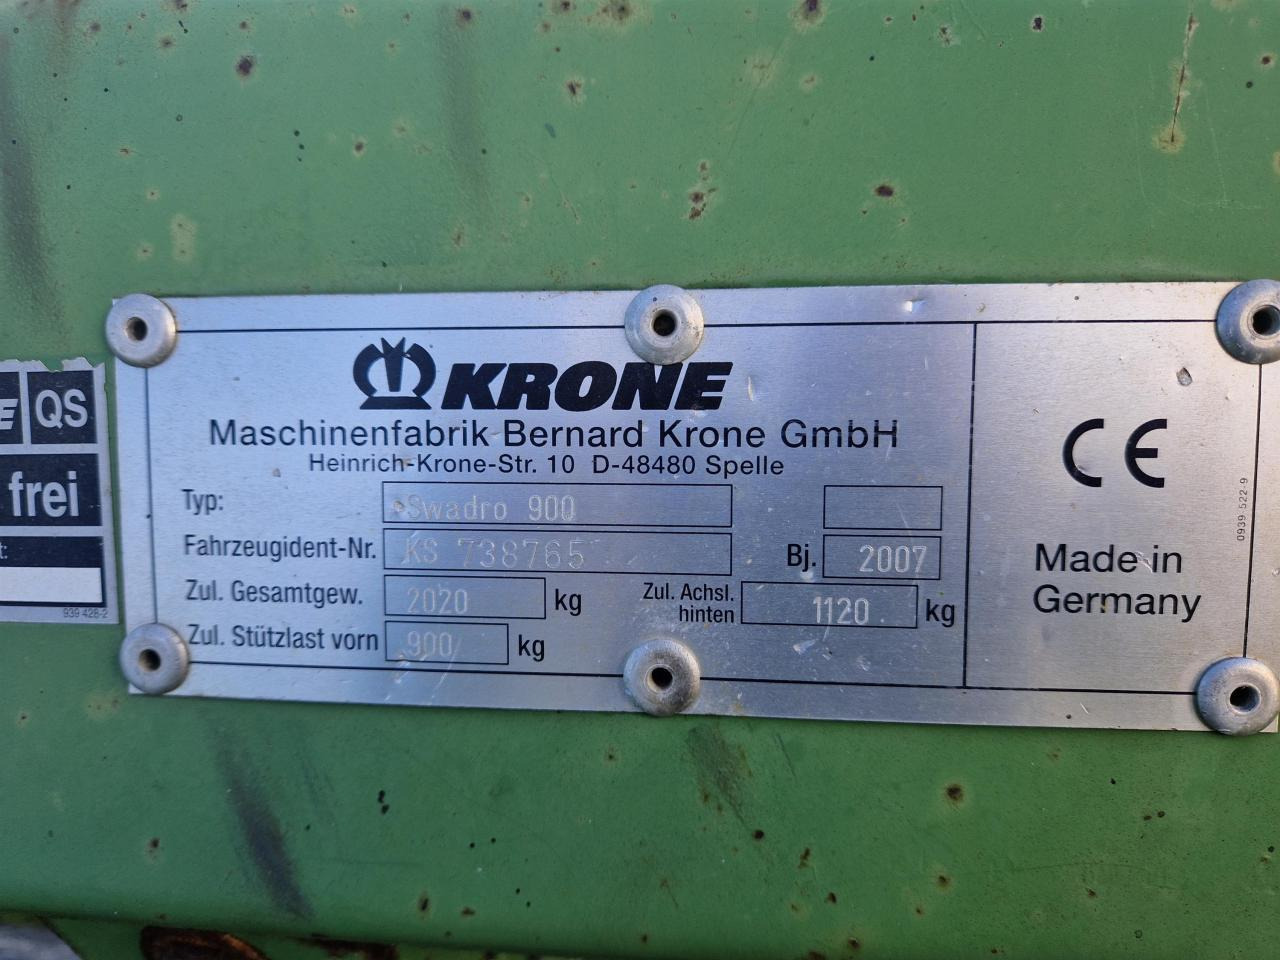 KRONE
Maschinenfabrik Bernard Krone GmbH
Heinrich-Krone-Str. 10 D-48480 Spelle
Typ: Swadro 900
Fahrzeugident-Nr. KS 738765 Bj. 2007
Zul. Gesamtgew. 2020 kg Zul. Achsl. hinten 1120 kg
Zul. Stützlast vorn 900 kg
CE
Made in
Germany
0939 522-9
E QS
frei
t:
939 428-2